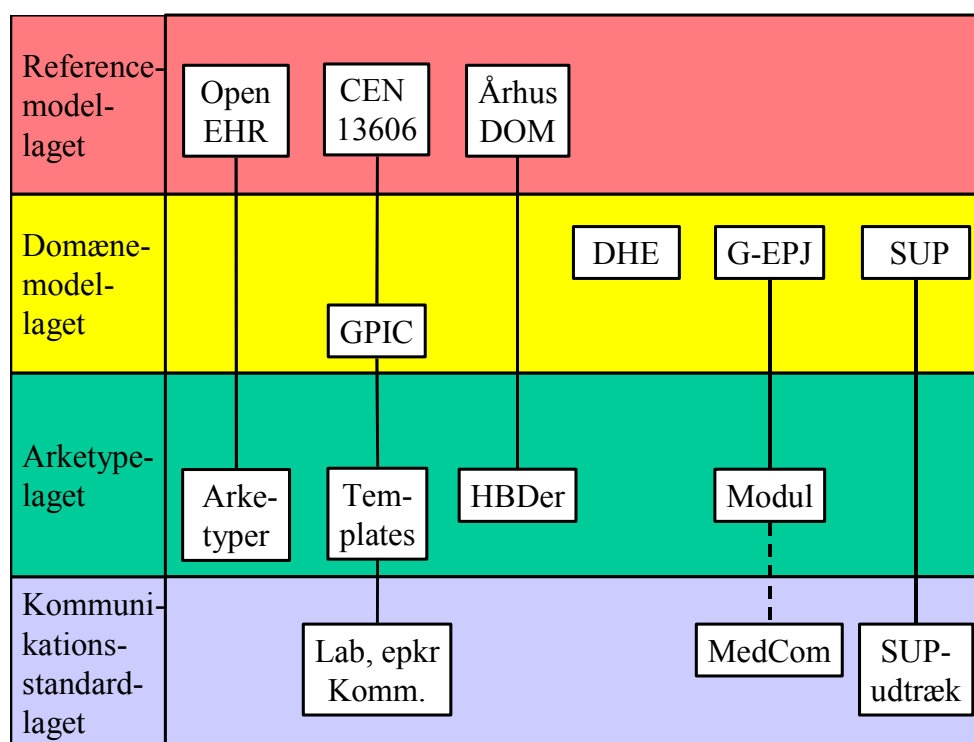 Reference-
model-
laget
Open
EHR
CEN
13606
Århus
DOM
Domæne-
model-
laget
DHE
G-EPJ
SUP
GPIC
Arketype-
laget
Arke-
typer
Tem-
plates
HBDer
Modul
Kommuni-
kations-
standard-
laget
Lab, epkr
Komm.
MedCom
SUP-
udtræk